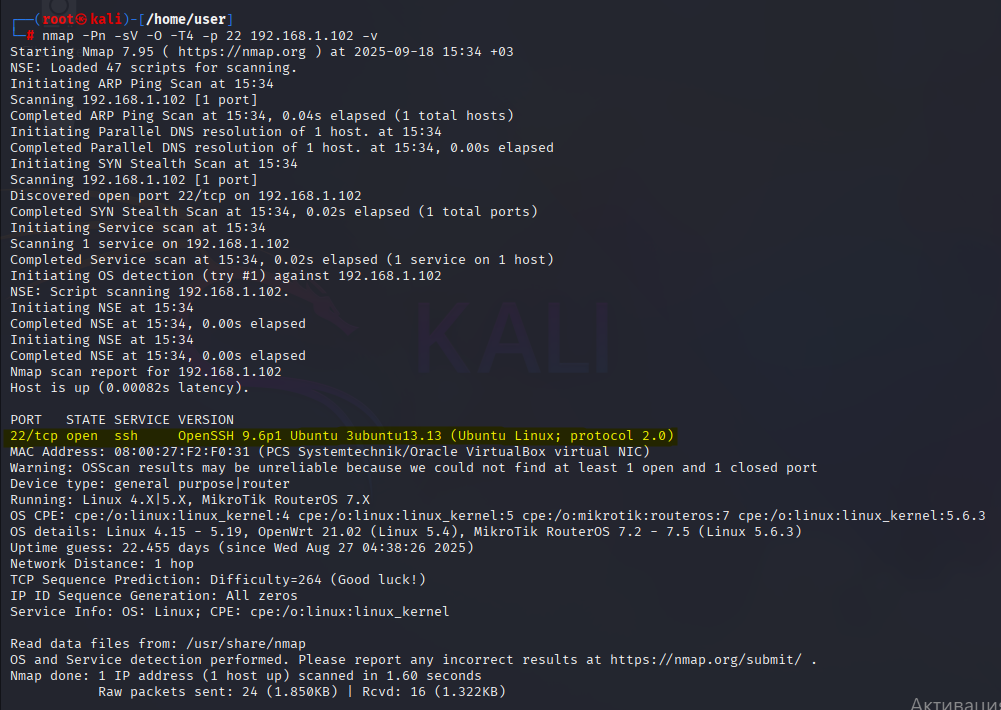 (root㉿kali)-[/home/user]
# nmap -Pn -sV -O -T4 -p 22 192.168.1.102 -v
Starting Nmap 7.95 ( https://nmap.org ) at 2025-09-18 15:34 +03
NSE: Loaded 47 scripts for scanning.
Initiating ARP Ping Scan at 15:34
Scanning 192.168.1.102 [1 port]
Completed ARP Ping Scan at 15:34, 0.04s elapsed (1 total hosts)
Initiating Parallel DNS resolution of 1 host. at 15:34
Completed Parallel DNS resolution of 1 host. at 15:34, 0.00s elapsed
Initiating SYN Stealth Scan at 15:34
Scanning 192.168.1.102 [1 port]
Discovered open port 22/tcp on 192.168.1.102
Completed SYN Stealth Scan at 15:34, 0.02s elapsed (1 total ports)
Initiating Service scan at 15:34
Scanning 1 service on 192.168.1.102
Completed Service scan at 15:34, 0.02s elapsed (1 service on 1 host)
Initiating OS detection (try #1) against 192.168.1.102
NSE: Script scanning 192.168.1.102.
Initiating NSE at 15:34
Completed NSE at 15:34, 0.00s elapsed
Initiating NSE at 15:34
Completed NSE at 15:34, 0.00s elapsed
Nmap scan report for 192.168.1.102
Host is up (0.00082s latency).
KALI
PORT   STATE SERVICE VERSION
22/tcp open  ssh     OpenSSH 9.6p1 Ubuntu 3ubuntu13.13 (Ubuntu Linux; protocol 2.0)
MAC Address: 08:00:27:F2:F0:31 (PCS Systemtechnik/Oracle VirtualBox virtual NIC)
Warning: OSScan results may be unreliable because we could not find at least 1 open and 1 closed port
Device type: general purpose|router
Running: Linux 4.X|5.X, MikroTik RouterOS 7.X
OS CPE: cpe:/o:linux:linux_kernel:4 cpe:/o:linux:linux_kernel:5 cpe:/o:mikrotik:routeros:7 cpe:/o:linux:linux_kernel:5.6.3
OS details: Linux 4.15 - 5.19, OpenWrt 21.02 (Linux 5.4), MikroTik RouterOS 7.2 - 7.5 (Linux 5.6.3)
Uptime guess: 22.455 days (since Wed Aug 27 04:38:26 2025)
Network Distance: 1 hop
TCP Sequence Prediction: Difficulty=264 (Good luck!)
IP ID Sequence Generation: All zeros
Service Info: OS: Linux; CPE: cpe:/o:linux:linux_kernel
Read data files from: /usr/share/nmap
OS and Service detection performed. Please report any incorrect results at https://nmap.org/submit/ .
Nmap done: 1 IP address (1 host up) scanned in 1.60 seconds
Raw packets sent: 24 (1.850KB) | Rcvd: 16 (1.322KB)
Активация